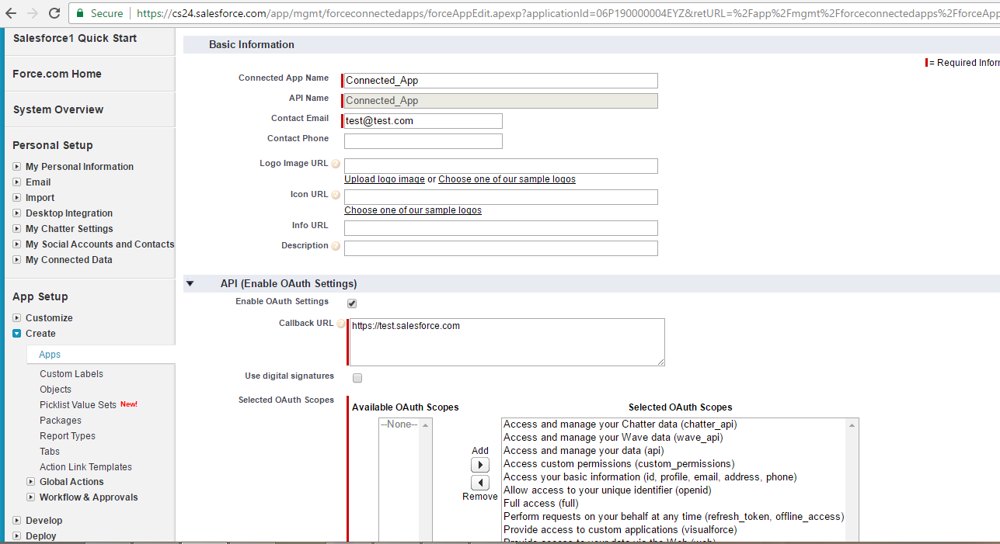 Secure
https://cs24.salesforce.com/app/mgmt/forceconnectedapps/forceAppEdit.apexp?applicationId=06P190000004EYZ&retURL=%2Fapp%2Fmgmt%2Fforceconnectedapps%2FforceApp
Salesforce1 Quick Start
Force.com Home
System Overview
Personal Setup
My Personal Information
Email
Import
Desktop Integration
My Chatter Settings
My Social Accounts and Contacts
My Connected Data
App Setup
Customize
Create
Apps
Custom Labels
Objects
Picklist Value Sets New!
Packages
Report Types
Tabs
Action Link Templates
Global Actions
Workflow & Approvals
Develop
Deploy
Basic Information
= Required Infor
Connected App Name Connected_App
API Name Connected_App
Contact Email test@test.com
Contact Phone
Logo Image URL
Upload logo image or Choose one of our sample logos
Icon URL
Choose one of our sample logos
Info URL
Description
API (Enable OAuth Settings)
Enable OAuth Settings
Callback URL https://test.salesforce.com
Use digital signatures
Selected OAuth Scopes
Available OAuth Scopes
--None--
Add
Remove
Selected OAuth Scopes
Access and manage your Chatter data (chatter_api)
Access and manage your Wave data (wave_api)
Access and manage your data (api)
Access custom permissions (custom_permissions)
Access your basic information (id, profile, email, address, phone)
Allow access to your unique identifier (openid)
Full access (full)
Perform requests on your behalf at any time (refresh_token, offline_access)
Provide access to custom applications (visualforce)
Provide access to your data via the Web (web)